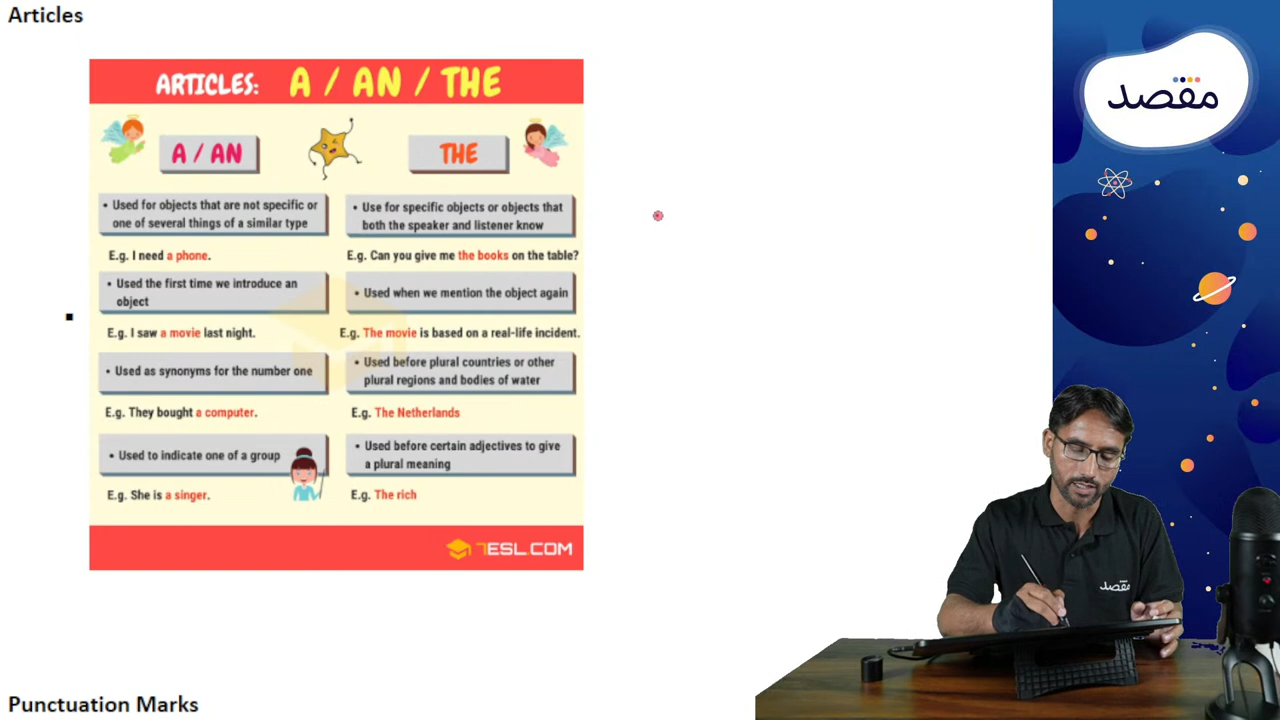 Articles
ARTICLES: A / AN / THE
A / AN
• Used for objects that are not specific or
one of several things of a similar type
E.g. I need a phone.
• Used the first time we introduce an
object
E.g. I saw a movie last night.
• Used as synonyms for the number one
E.g. They bought a computer.
• Used to indicate one of a group
E.g. She is a singer.
THE
• Use for specific objects or objects that
both the speaker and listener know
E.g. Can you give me the books on the table?
• Used when we mention the object again
E.g. The movie is based on a real-life incident.
• Used before plural countries or other
plural regions and bodies of water
E.g. The Netherlands
• Used before certain adjectives to give
a plural meaning
E.g. The rich
7ESL.COM
Punctuation Marks
مقصد
مقصد